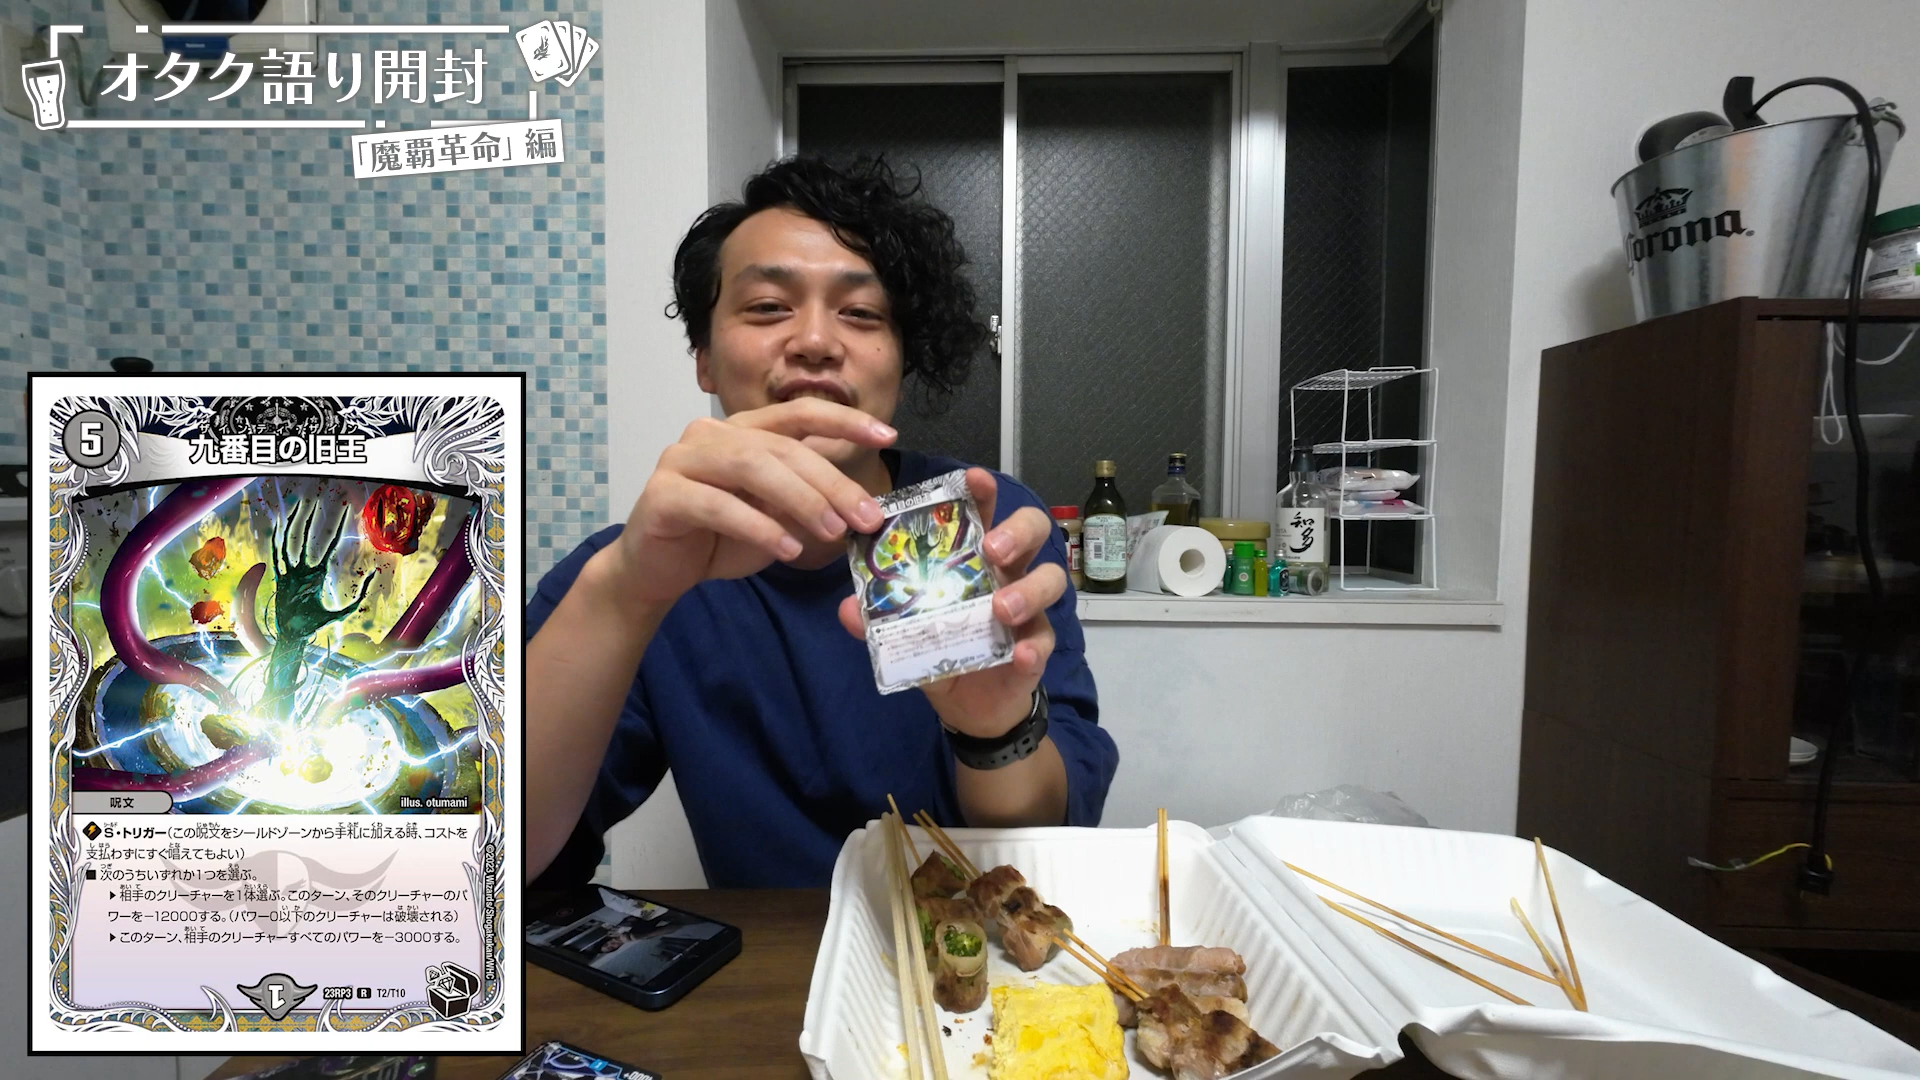 オタク語り開封
「魔覇革命」編
5
ザインティ・ザイン
九番目の旧王
呪文
illus. otumami
S・トリガー(この呪文をシールドゾーンから手札に加える時、コストを
支払わずにすぐ唱えてもよい)
■ 次のうちいずれか1つを選ぶ。
▶相手のクリーチャーを1体選ぶ。このターン、そのクリーチャーのパ
ワーを−12000する。(パワー0以下のクリーチャーは破壊される)
▶このターン、相手のクリーチャーすべてのパワーを−3000する。
©2023 Wizards/Shogakukan/WHC
23RP3 R T2/T10
Corona
知多